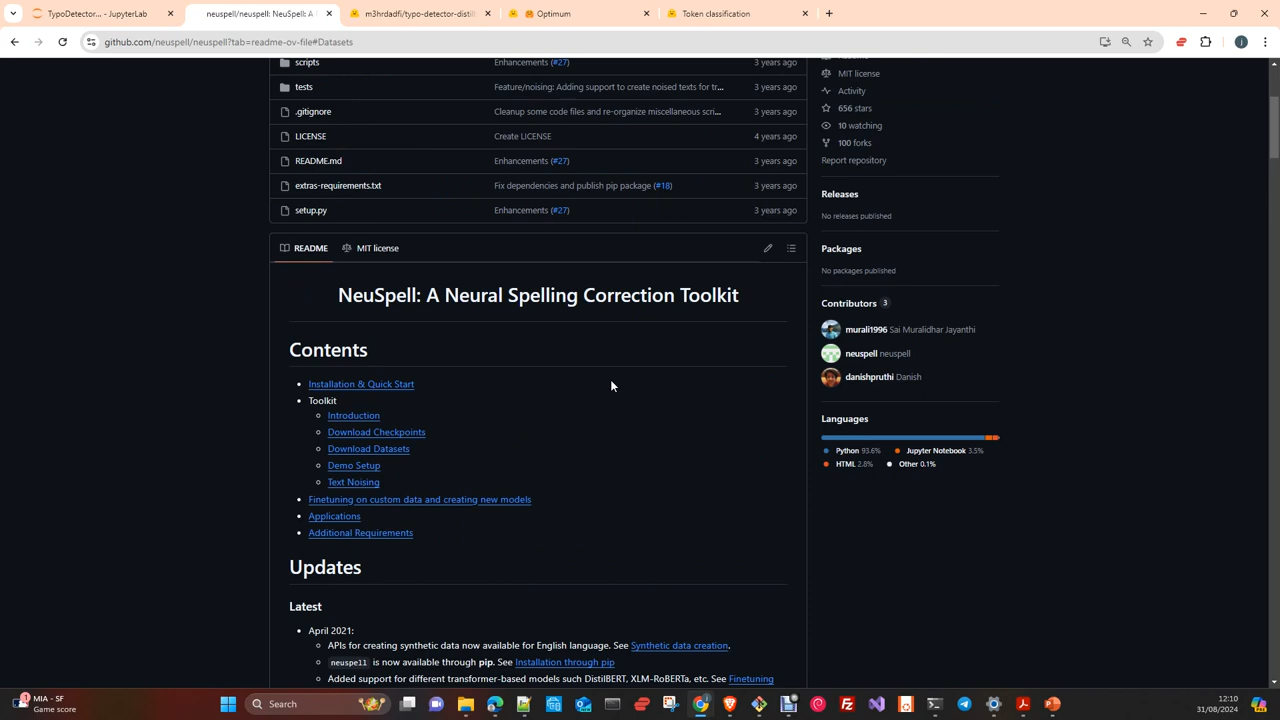 TypoDetector... - JupyterLab
neuspell/neuspell: NeuSpell: A
m3hrdadfi/typo-detector-distil
Optimum
Token classification
github.com/neuspell/neuspell?tab=readme-ov-file#Datasets
scripts Enhancements (#27) 3 years ago
tests Feature/noising: Adding support to create noised texts for tr... 3 years ago
.gitignore Cleanup some code files and re-organize miscellaneous scri... 3 years ago
LICENSE Create LICENSE 4 years ago
README.md Enhancements (#27) 3 years ago
extras-requirements.txt Fix dependencies and publish pip package (#18) 3 years ago
setup.py Enhancements (#27) 3 years ago
README MIT license
NeuSpell: A Neural Spelling Correction Toolkit
Contents
Installation & Quick Start
Toolkit
Introduction
Download Checkpoints
Download Datasets
Demo Setup
Text Noising
Finetuning on custom data and creating new models
Applications
Additional Requirements
Updates
Latest
April 2021:
APIs for creating synthetic data now available for English language. See Synthetic data creation.
neuspell is now available through pip. See Installation through pip
Added support for different transformer-based models such DistilBERT, XLM-RoBERTa, etc. See Finetuning
MIT license
Activity
656 stars
10 watching
100 forks
Report repository
Releases
No releases published
Packages
No packages published
Contributors 3
murali1996 Sai Muralidhar Jayanthi
neuspell neuspell
danishpruthi Danish
Languages
Python 93.6% Jupyter Notebook 3.5%
HTML 2.8% Other 0.1%
MIA - SF
Game score
Search
12:10
31/08/2024